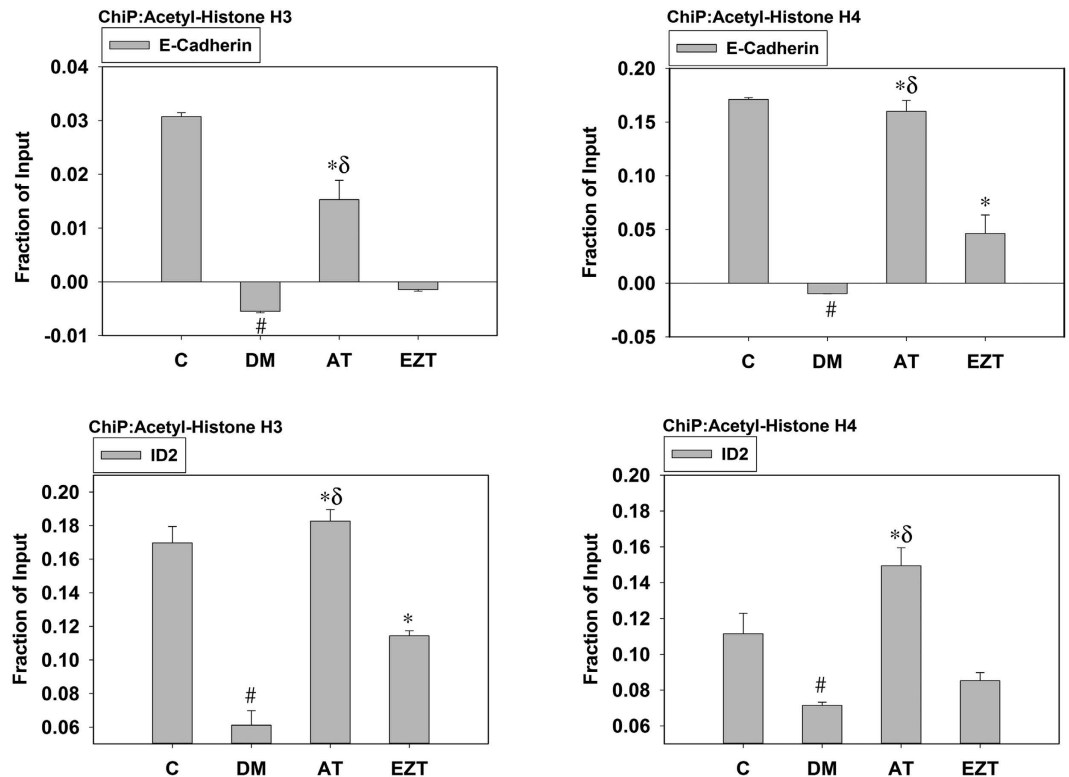 ChiP:Acetyl-Histone H3
E-Cadherin
0.04
0.03
0.02
0.01
0.00
-0.01
Fraction of Input
*δ
#
C DM AT EZT
ChiP:Acetyl-Histone H4
E-Cadherin
0.20
0.15
0.10
0.05
0.00
-0.05
Fraction of Input
*δ
*
#
C DM AT EZT
ChiP:Acetyl-Histone H3
ID2
0.20
0.18
0.16
0.14
0.12
0.10
0.08
0.06
Fraction of Input
*δ
*
#
C DM AT EZT
ChiP:Acetyl-Histone H4
ID2
0.20
0.18
0.16
0.14
0.12
0.10
0.08
0.06
Fraction of Input
*δ
#
C DM AT EZT